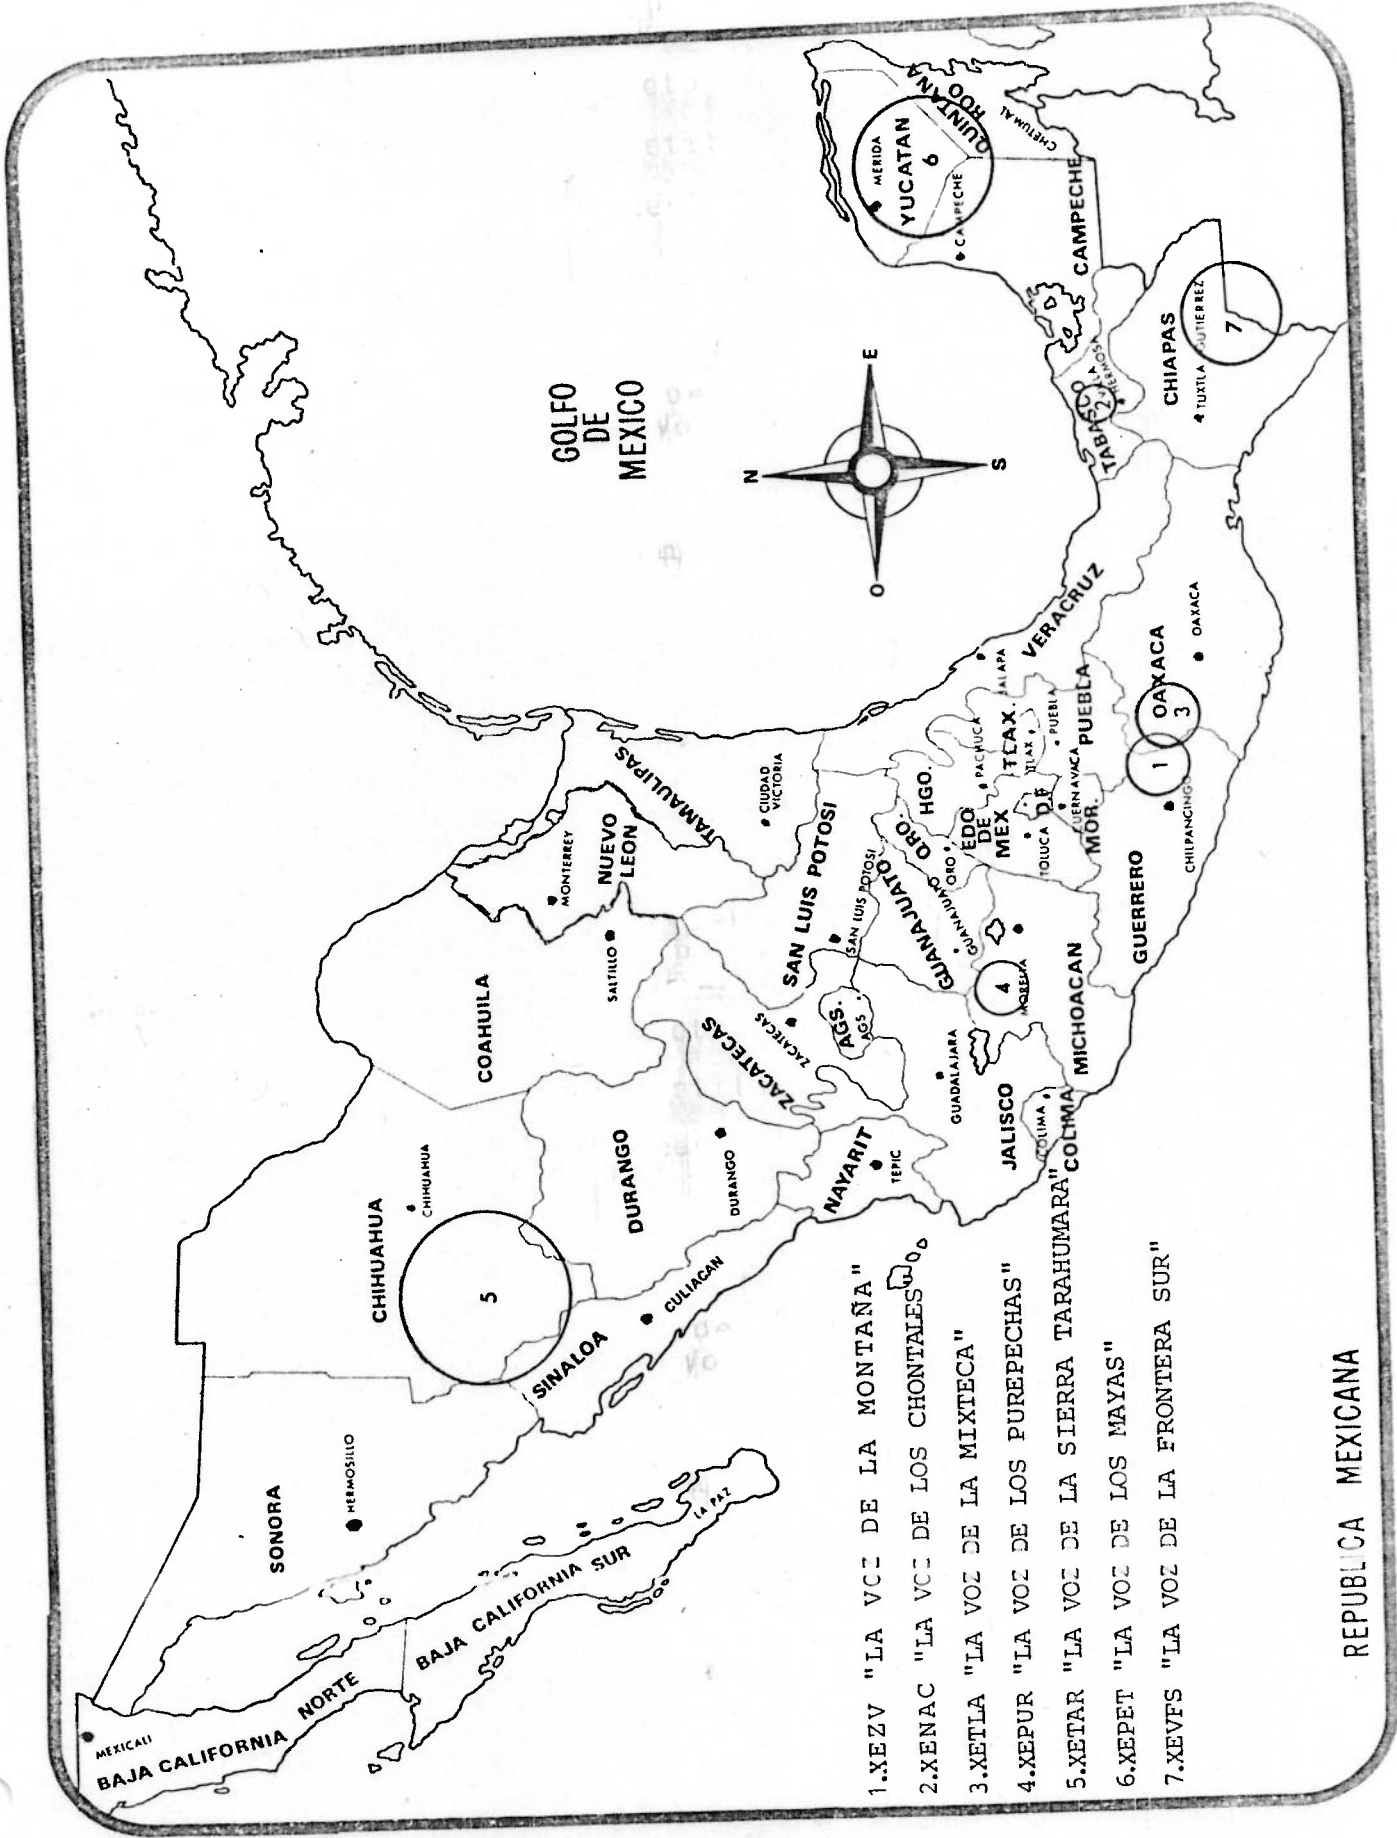 GOLFO
DE
MEXICO
N
S
E
O
MEXICALI
BAJA CALIFORNIA NORTE
BAJA CALIFORNIA SUR
LA PAZ
SONORA
HERMOSILLO
CHIHUAHUA
CHIHUAHUA
5
SINALOA
CULIACAN
COAHUILA
SALTILLO
DURANGO
DURANGO
NUEVO
LEON
MONTERREY
TAMAULIPAS
CIUDAD
VICTORIA
ZACATECAS
ZACATECAS
ZACATECAS
SAN LUIS POTOSI
SAN LUIS POTOSI
AGS.
AGS.
NAYARIT
TEPIC
JALISCO
GUADALAJARA
COLIMA
COLIMA
GUANAJUATO
GUANAJUATO
QRO.
QRO
HGO.
PACHUCA
EDO
DE
MEX
TOLUCA
D.F.
TLAX.
TLAX
MOR.
CUERNAVACA
PUEBLA
PUEBLA
VERACRUZ
JALAPA
4
MORELIA
MICHOACAN
GUERRERO
CHILPANCINGO
1
3
OAXACA
OAXACA
TABASCO
2
VILLA
HERMOSA
CHIAPAS
TUXTLA GUTIERREZ
7
CAMPECHE
CAMPECHE
YUCATAN
MERIDA
6
QUINTANA
ROO
CHETUMAL
1.XEZV "LA VOZ DE LA MONTAÑA"
2.XENAC "LA VOZ DE LOS CHONTALES"
3.XETLA "LA VOZ DE LA MIXTECA"
4.XEPUR "LA VOZ DE LOS PUREPECHAS"
5.XETAR "LA VOZ DE LA SIERRA TARAHUMARA"
6.XEPET "LA VOZ DE LOS MAYAS"
7.XEVFS "LA VOZ DE LA FRONTERA SUR"
REPUBLICA MEXICANA